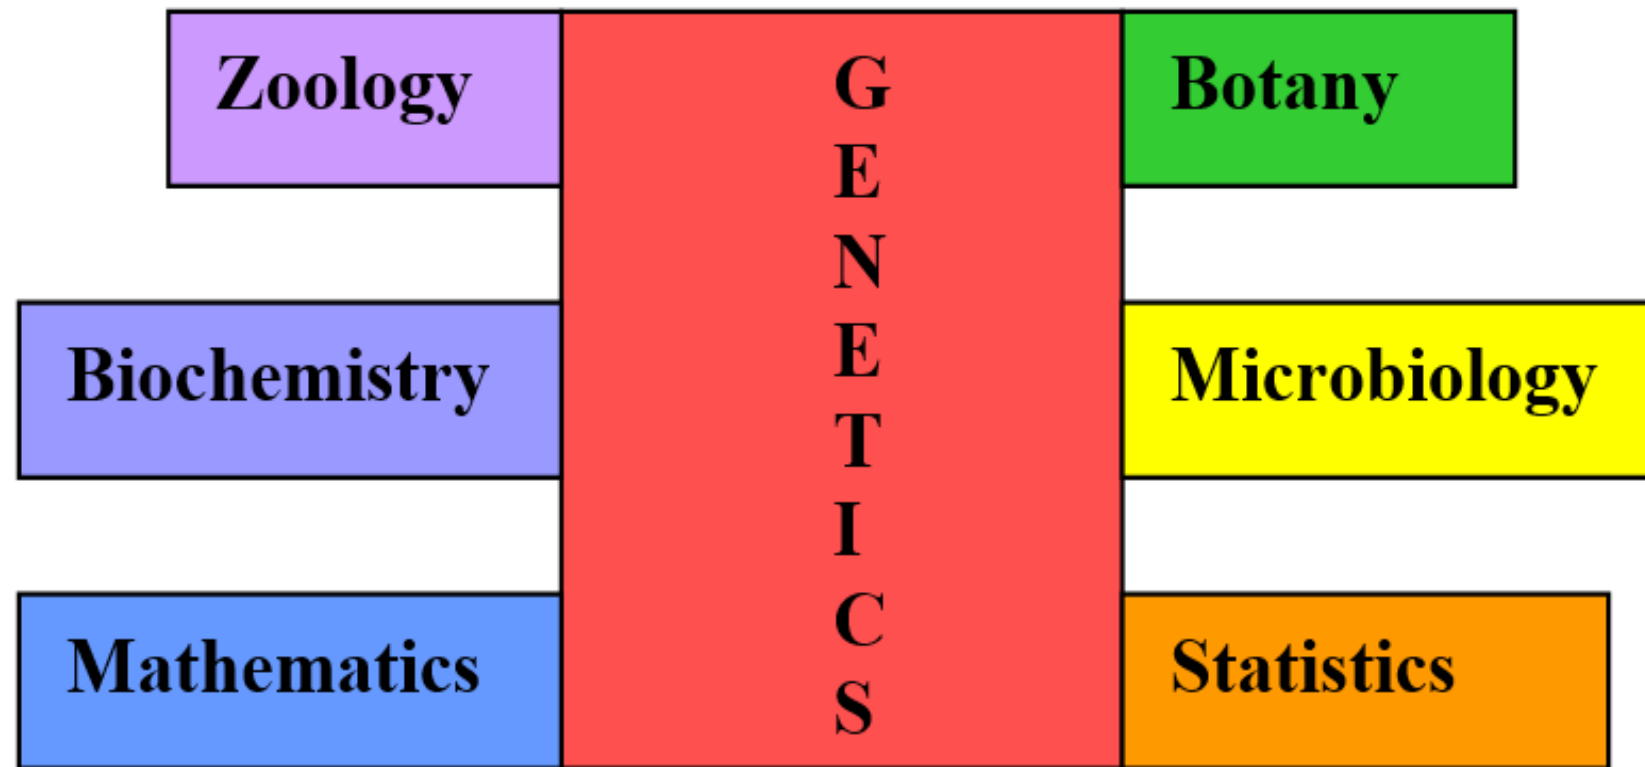 Zoology
Biochemistry
Mathematics
G
E
N
E
T
I
C
S
Botany
Microbiology
Statistics